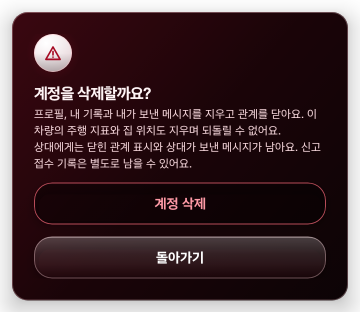 계정을 삭제할까요?
프로필, 내 기록과 내가 보낸 메시지를 지우고 관계를 닫아요. 이
차량의 주행 지표와 집 위치도 지우며 되돌릴 수 없어요.
상대에게는 닫힌 관계 표시와 상대가 보낸 메시지가 남아요. 신고
접수 기록은 별도로 남을 수 있어요.
계정 삭제
돌아가기